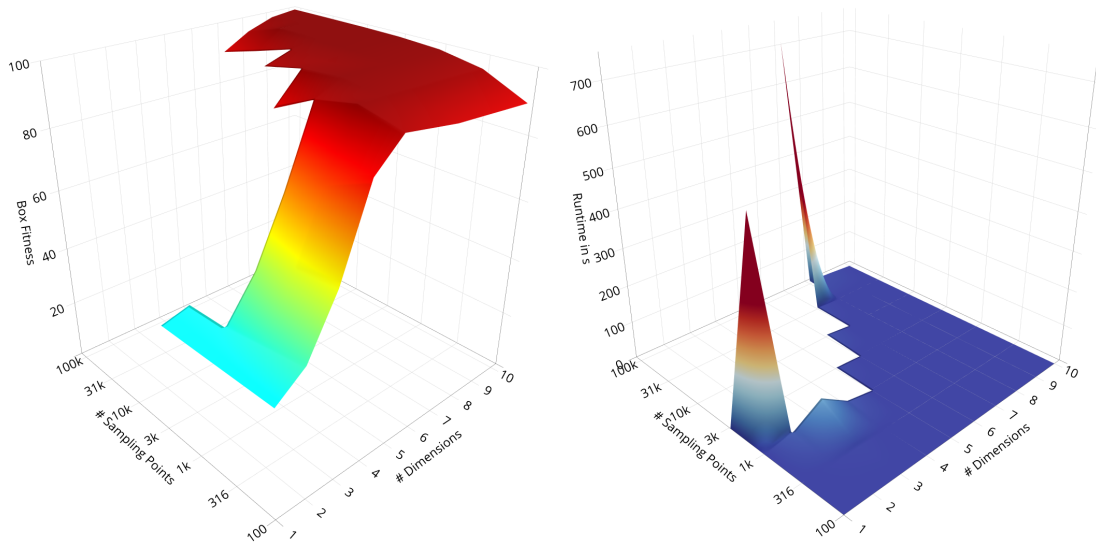 100
80
60
40
20
Box Fitness
100k
31k
10k
3k
1k
316
100
# Sampling Points
1
2
3
4
5
6
7
8
9
10
# Dimensions
700
600
500
400
300
200
100
0
Runtime in s
100k
31k
10k
3k
1k
316
100
# Sampling Points
1
2
3
4
5
6
7
8
9
10
# Dimensions